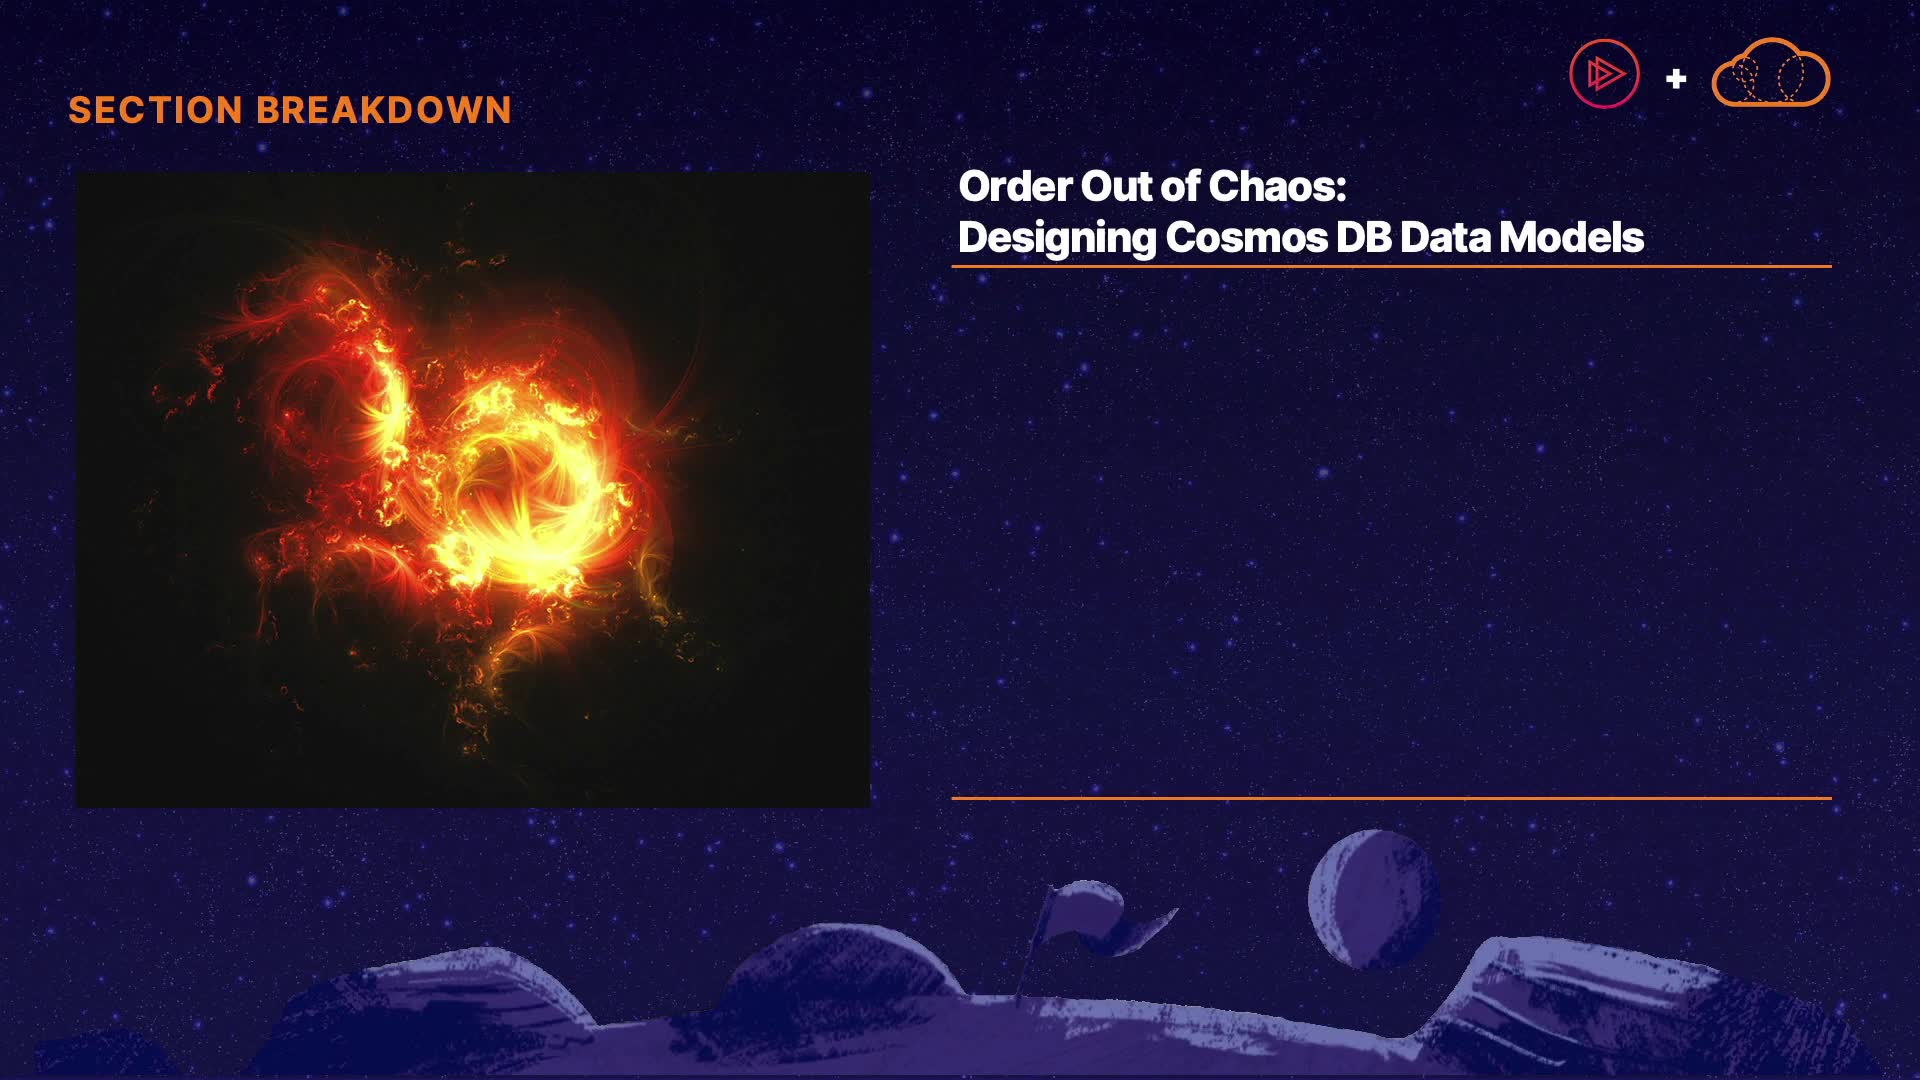 SECTION BREAKDOWN
Order Out of Chaos:
Designing Cosmos DB Data Models